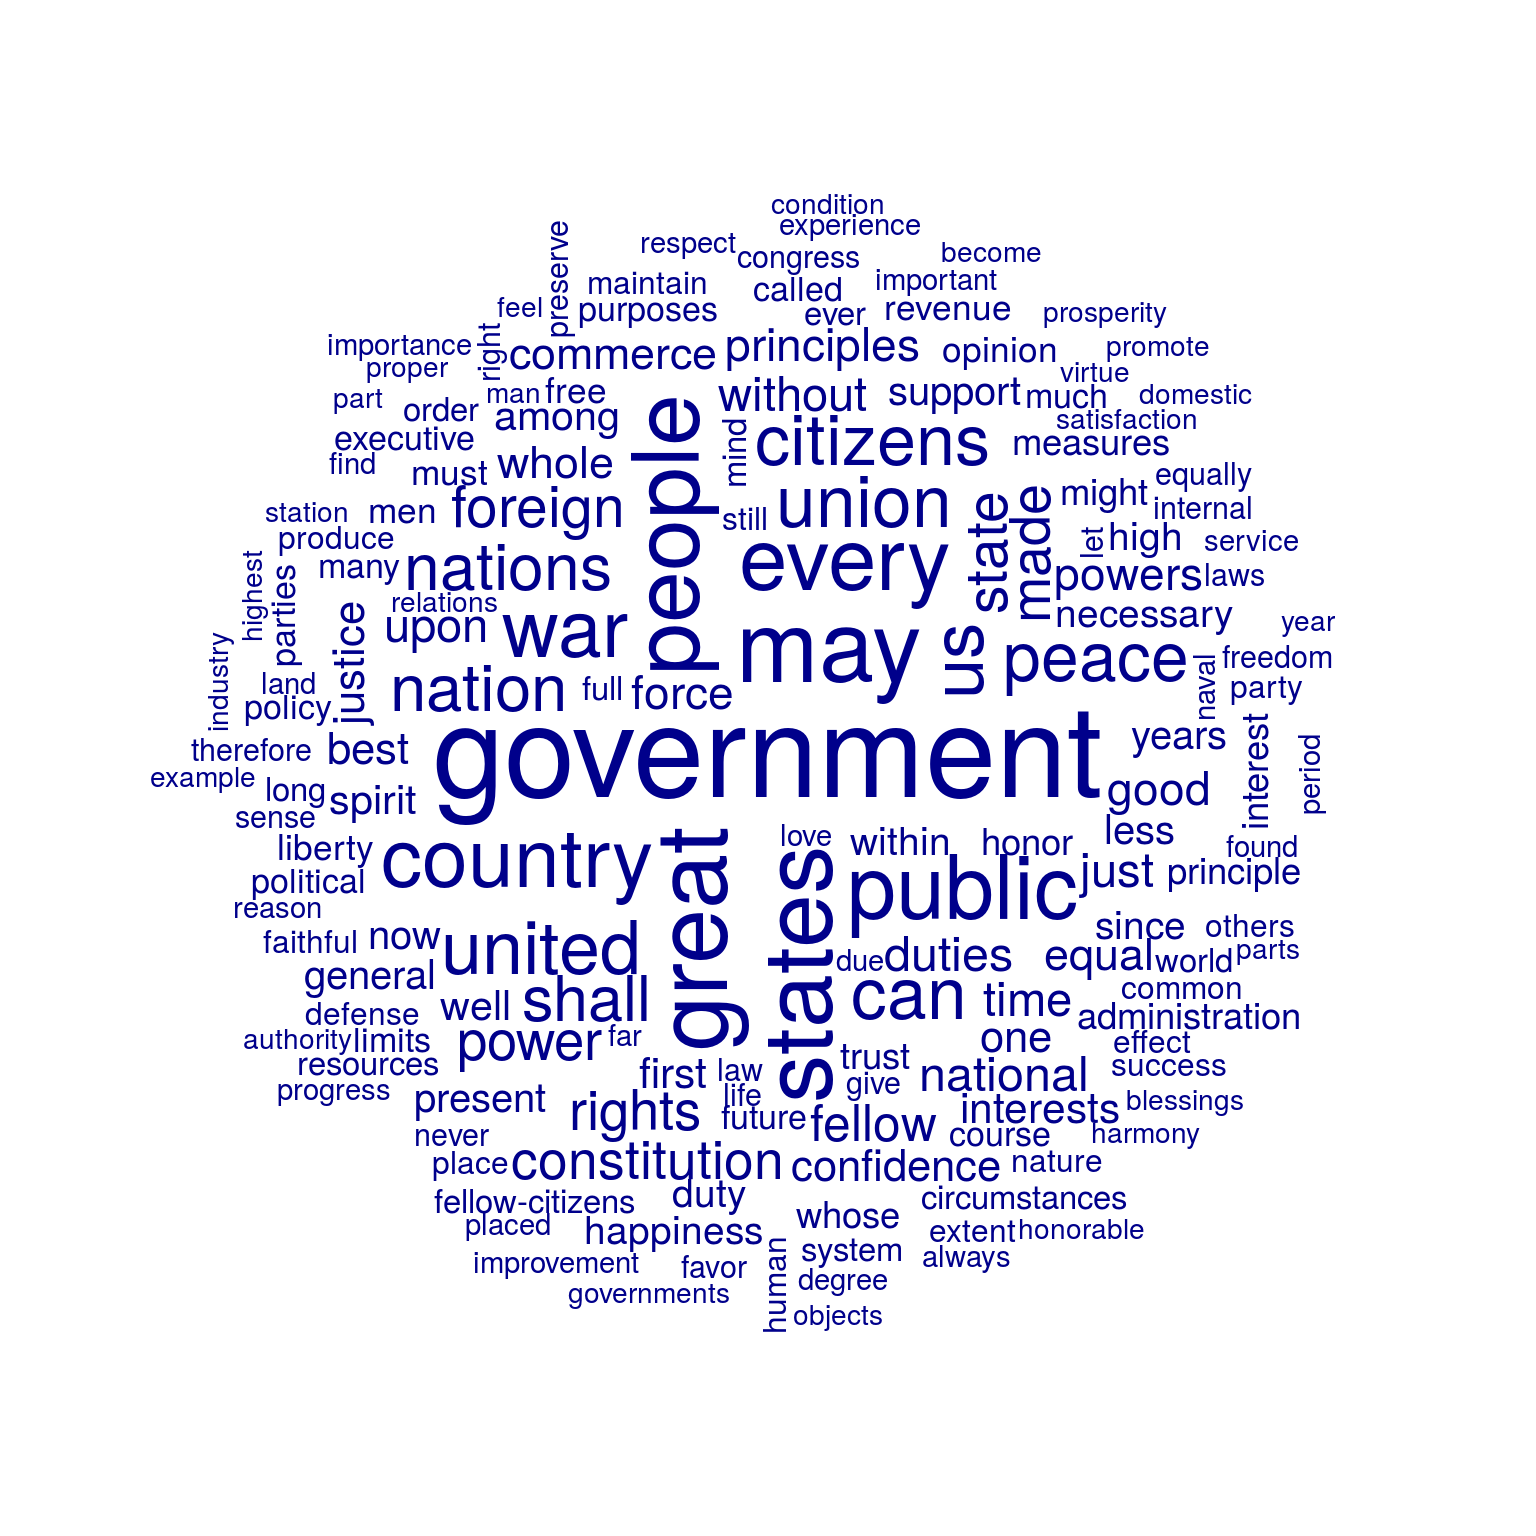 condition
experience
respect
congress
become
preserve
maintain
called
important
feel
purposes
ever
revenue
prosperity
importance
right
commerce
principles
opinion
promote
proper
virtue
part
man
free
without
support
much
domestic
order
among
people
mind
citizens
satisfaction
executive
measures
find
must
whole
equally
foreign
union
might
internal
station
men
still
state
made
let
high
service
produce
nations
every
powers
laws
many
highest
parties
relations
justice
upon
war
may
us
necessary
year
industry
land
policy
nation
full
force
peace
naval
freedom
party
therefore
best
government
years
interest
period
example
long
spirit
good
sense
liberty
country
great
love
within
honor
less
found
political
states
public
just
principle
reason
faithful
now
united
since
others
general
due
duties
equal
world
parts
defense
well
shall
can
time
common
administration
authority
limits
power
far
one
effect
resources
first
law
trust
national
success
progress
present
life
give
rights
future
fellow
interests
blessings
never
course
harmony
place
constitution
confidence
nature
fellow-citizens
duty
circumstances
placed
happiness
whose
extent
honorable
improvement
favor
human
system
always
governments
degree
objects